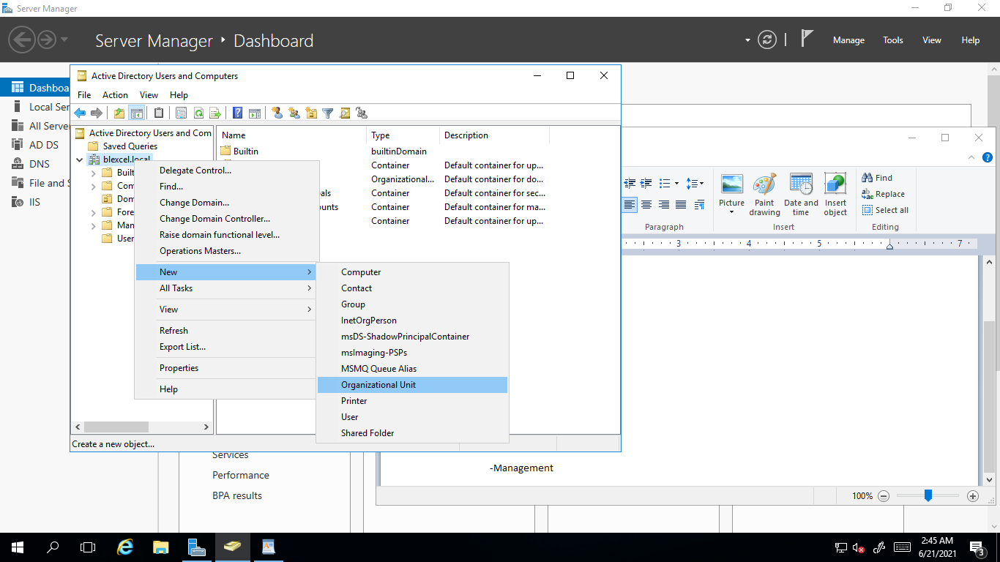 Server Manager
Server Manager • Dashboard
Manage Tools View Help
Dashboa
Local Ser
All Server
AD DS
DNS
File and S
IIS
Active Directory Users and Computers
File Action View Help
Active Directory Users and Com
Saved Queries
blexcel.local
Built
Com
Dom
Fore
Man
User
Name Type Description
Builtin builtinDomain
Container Default container for up...
Organizational... Default container for do...
als Container Default container for sec...
ounts Container Default container for ma...
Container Default container for up...
Delegate Control...
Find...
Change Domain...
Change Domain Controller...
Raise domain functional level...
Operations Masters...
New
All Tasks
View
Refresh
Export List...
Properties
Help
Computer
Contact
Group
InetOrgPerson
msDS-ShadowPrincipalContainer
msImaging-PSPs
MSMQ Queue Alias
Organizational Unit
Printer
User
Shared Folder
Create a new object...
Services
Performance
BPA results
Picture
Paint drawing
Date and time
Insert object
Find
Replace
Select all
Paragraph Insert Editing
3 4 5 7
-Management
100%
2:45 AM
6/21/2021
3